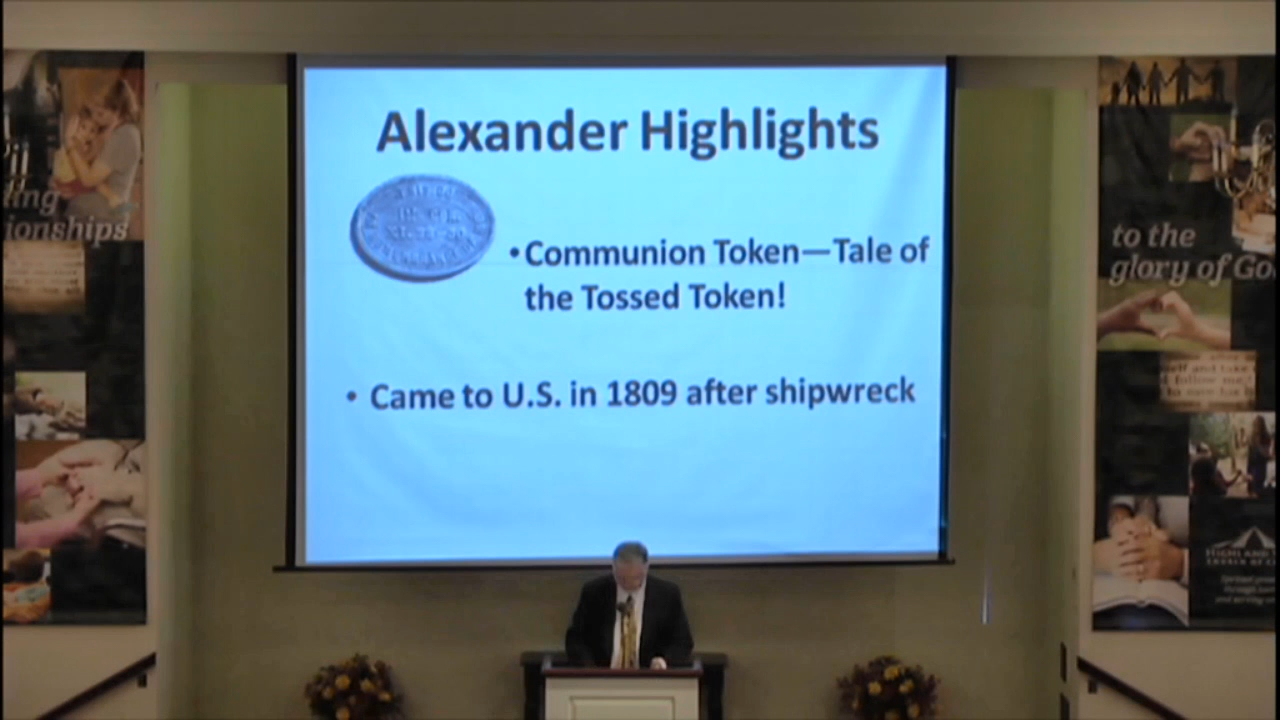 Alexander Highlights
•Communion Token—Tale of
the Tossed Token!
• Came to U.S. in 1809 after shipwreck
ing
ionships
to the
glory of Go